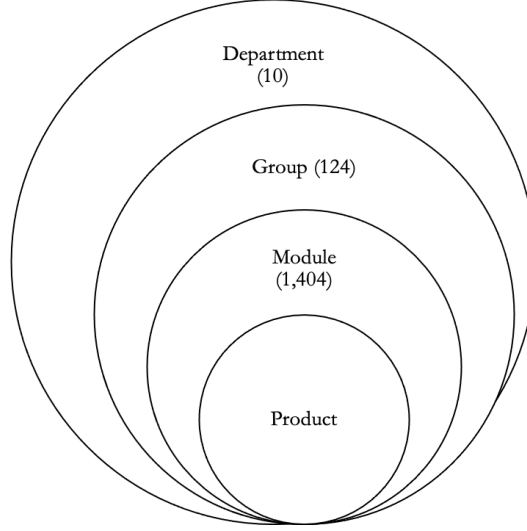 Department
(10)
Group (124)
Module
(1,404)
Product